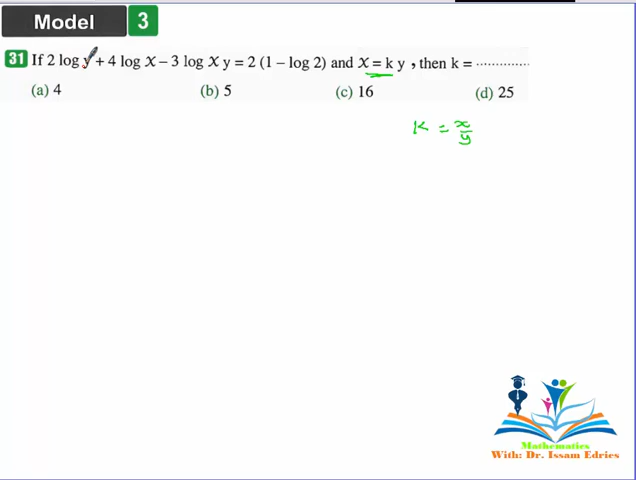 Model 3
31 If 2 log y + 4 log x – 3 log x y = 2 (1 – log 2) and x = k y , then k = ..............
(a) 4 (b) 5 (c) 16 (d) 25
K = x/y
Mathematics
With: Dr. Issam Edries